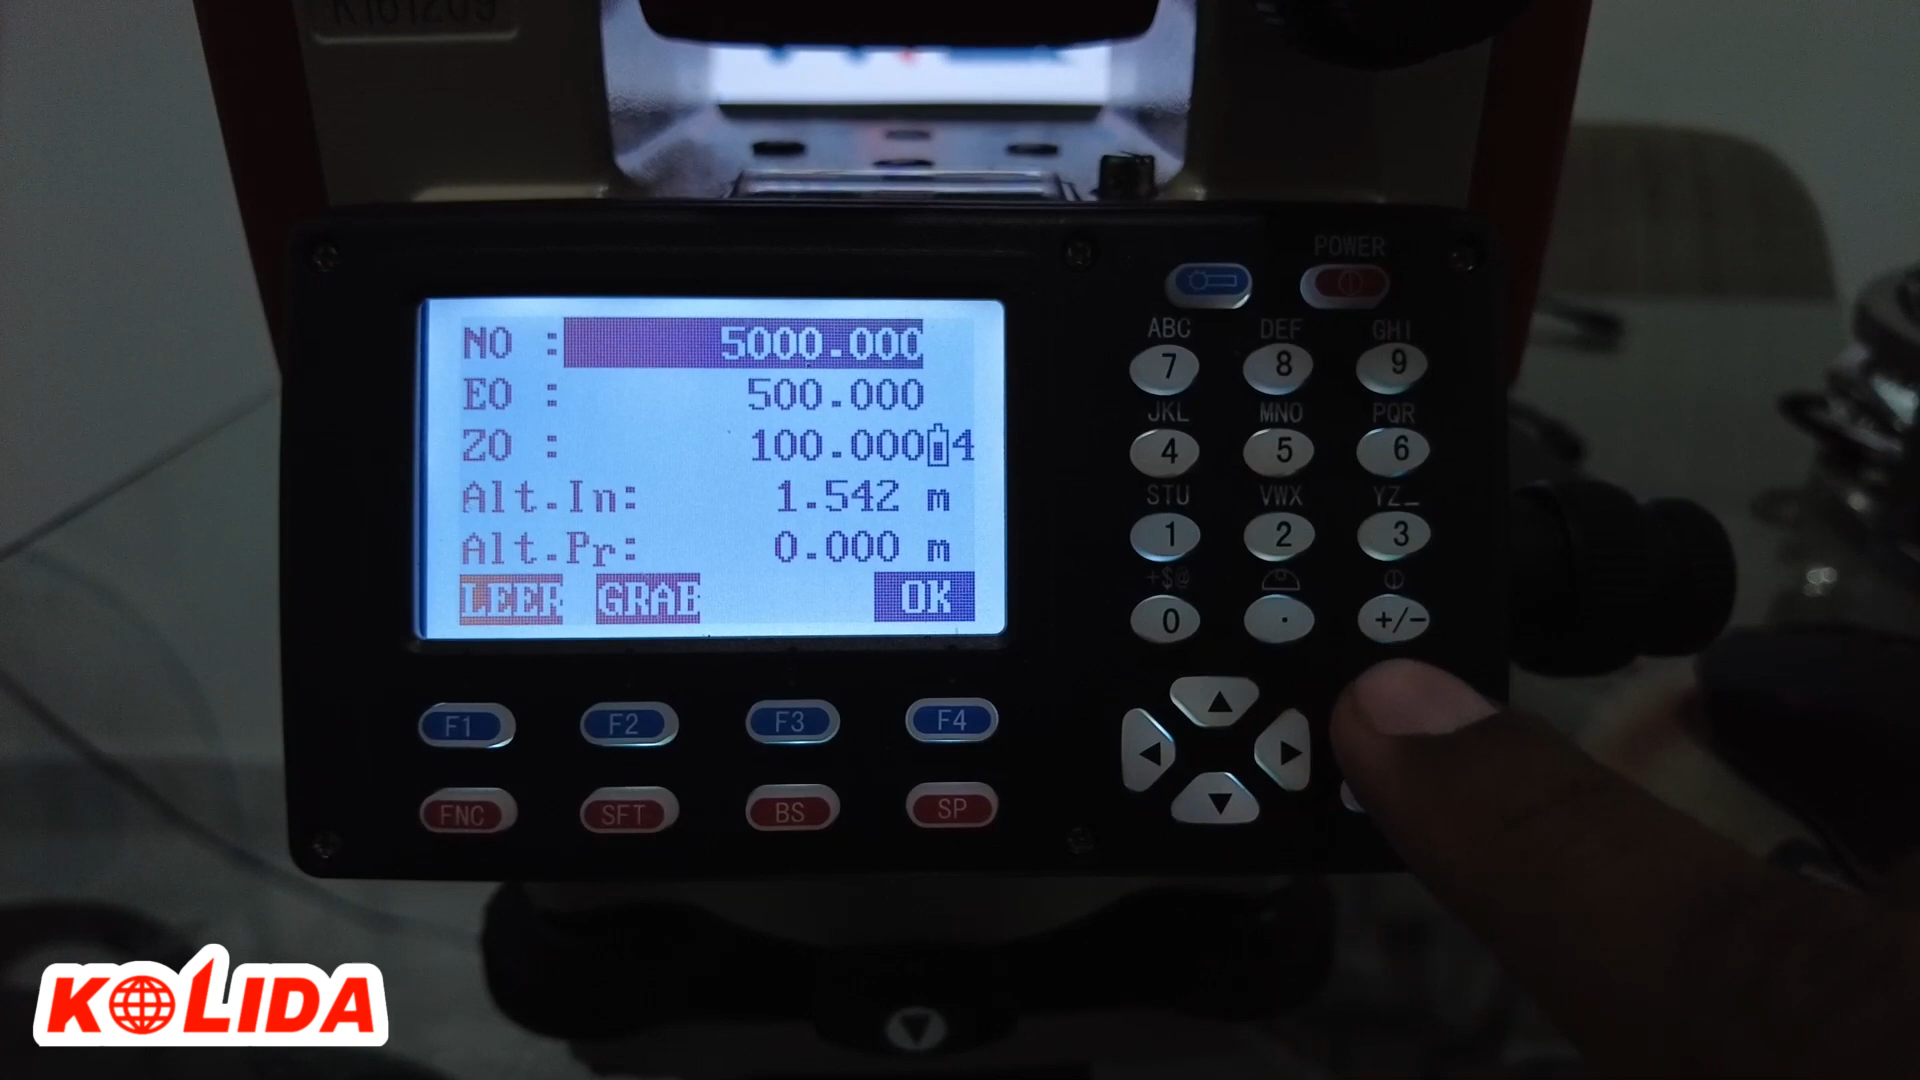 K161209
POWER
NO : 5000.000
EO : 500.000
ZO : 100.000 4
Alt.In: 1.542 m
Alt.Pr: 0.000 m
LEER GRAB OK
ABC DEF GHI
7 8 9
JKL MNO PQR
4 5 6
STU VWX YZ_
1 2 3
+$@
0 . +/-
F1 F2 F3 F4
FNC SFT BS SP
KOLIDA